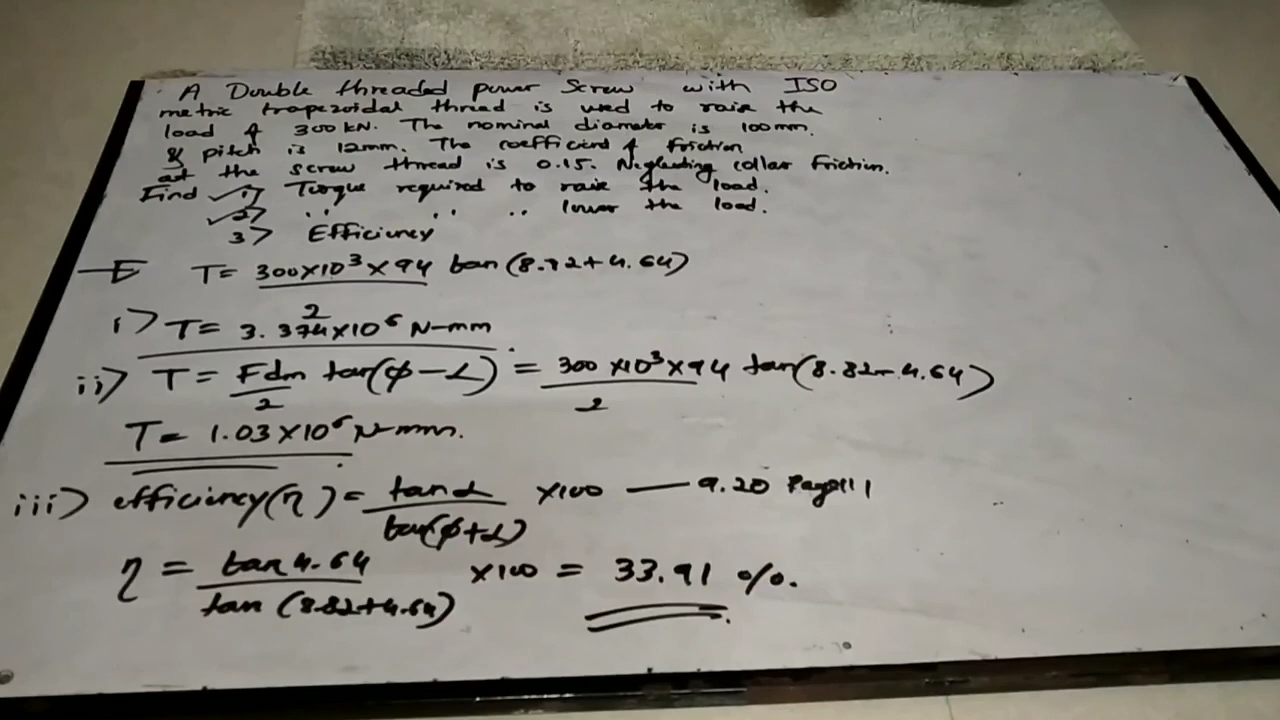 A Double threaded power Screw with ISO
metric trapezoidal thread is used to raise the
load of 300 kN. The nominal diameter is 100mm.
& pitch is 12mm. The coefficient of friction
at the screw thread is 0.15. Neglecting collar friction.
Find 1> Torque required to raise the load.
2> ,, ,, ,, lower the load.
3> Efficiency
T = 300×10³×94/2 tan(8.82+4.64)
i> T = 3.374×10⁶ N-mm
ii) T = Fdm/2 tan(φ-α) = 300×10³×94/2 tan(8.82-4.64)
T = 1.03×10⁶ N-mm.
iii) efficiency(η) = tanα/tan(φ+α) ×100 — 9.20 Page111
η = tan4.64/tan(8.82+4.64) ×100 = 33.91 %.